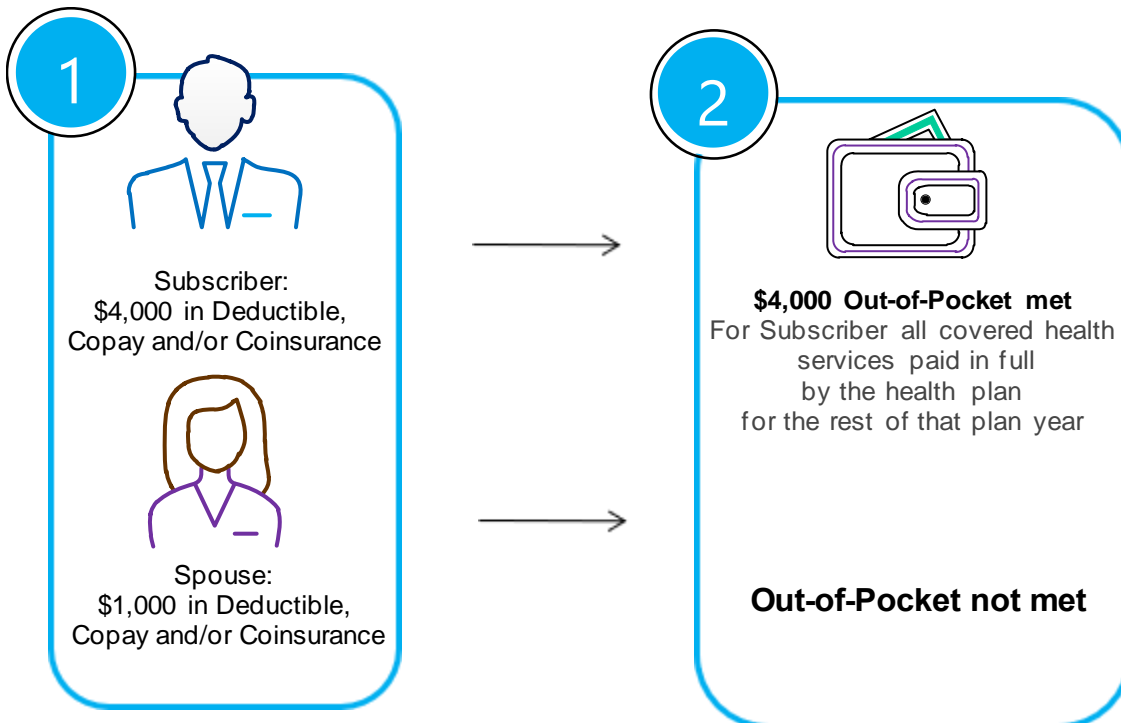 1
Subscriber:
$4,000 in Deductible,
Copay and/or Coinsurance
Spouse:
$1,000 in Deductible,
Copay and/or Coinsurance
2
$4,000 Out-of-Pocket met
For Subscriber all covered health
services paid in full
by the health plan
for the rest of that plan year
Out-of-Pocket not met